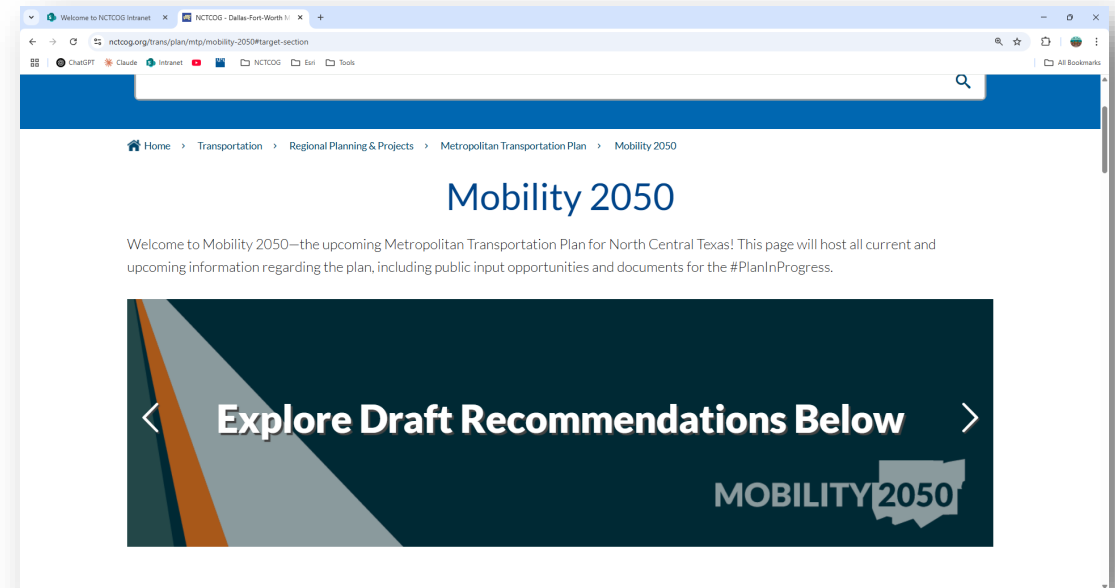 Welcome to NCTCOG Intranet
NCTCOG - Dallas-Fort-Worth M
nctcog.org/trans/plan/mtp/mobility-2050#target-section
ChatGPT Claude Intranet NCTCOG Esri Tools All Bookmarks
Home > Transportation > Regional Planning & Projects > Metropolitan Transportation Plan > Mobility 2050
Mobility 2050
Welcome to Mobility 2050—the upcoming Metropolitan Transportation Plan for North Central Texas! This page will host all current and
upcoming information regarding the plan, including public input opportunities and documents for the #PlanInProgress.
Explore Draft Recommendations Below
MOBILITY 2050